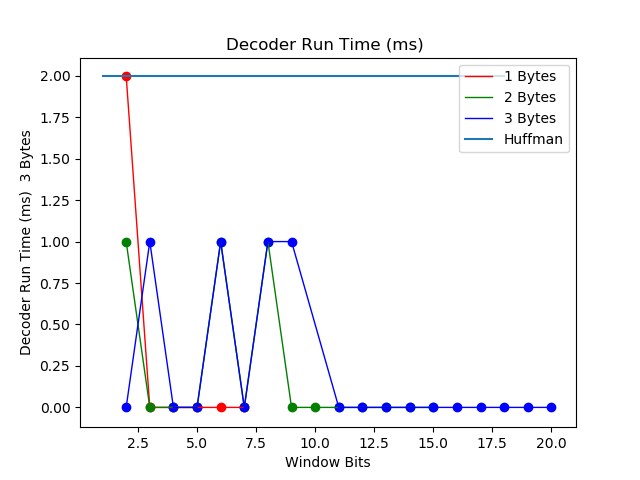 Decoder Run Time (ms)
2.00
1.75
1.50
1.25
1.00
0.75
0.50
0.25
0.00
Decoder Run Time (ms)  3 Bytes
1 Bytes
2 Bytes
3 Bytes
Huffman
2.5 5.0 7.5 10.0 12.5 15.0 17.5 20.0
Window Bits